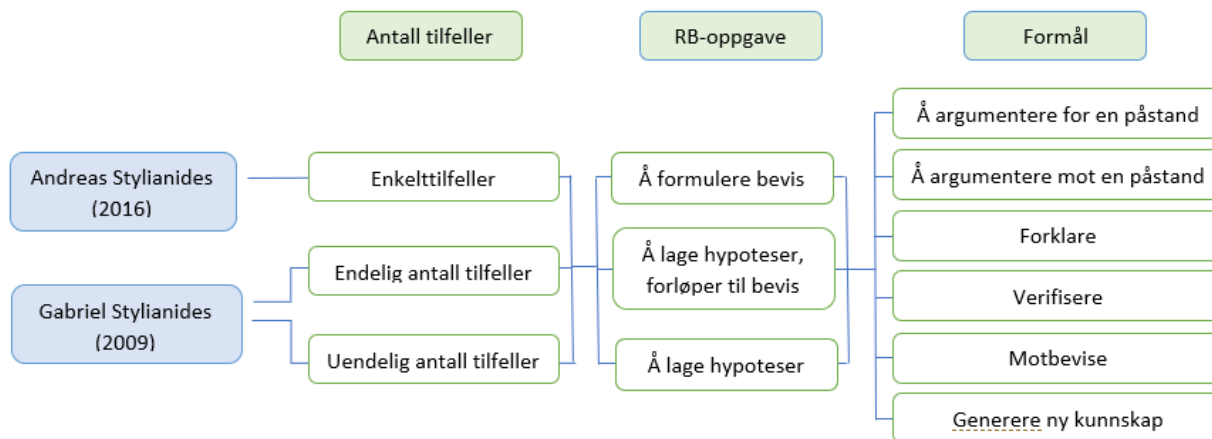 Antall tilfeller
RB-oppgave
Formål
Andreas Stylianides
(2016)
Gabriel Stylianides
(2009)
Enkelttilfeller
Endelig antall tilfeller
Uendelig antall tilfeller
Å formulere bevis
Å lage hypoteser,
forløper til bevis
Å lage hypoteser
Å argumentere for en påstand
Å argumentere mot en påstand
Forklare
Verifisere
Motbevise
Generere ny kunnskap